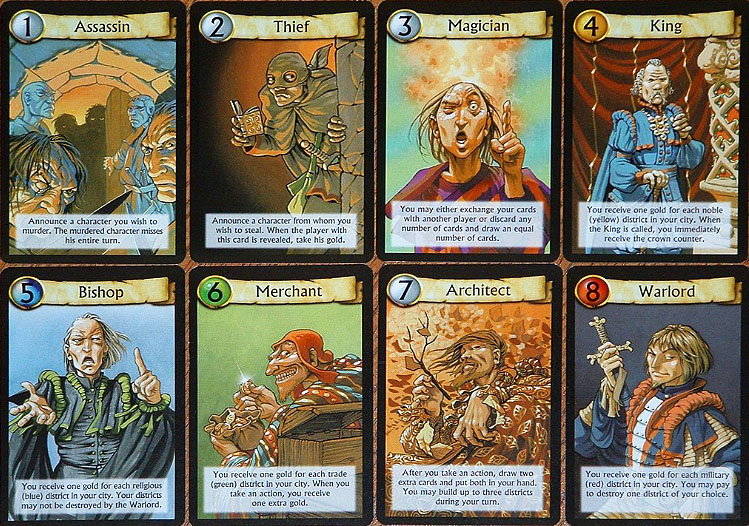 1 Assassin
Announce a character you wish to
murder. The murdered character misses
his entire turn.
2 Thief
Announce a character from whom you
wish to steal. When the player with
this card is revealed, take his gold.
3 Magician
You may either exchange your cards
with another player or discard any
number of cards and draw an equal
number of cards.
4 King
You receive one gold for each noble
(yellow) district in your city. When
the King is called, you immediately
receive the crown counter.
5 Bishop
You receive one gold for each religious
(blue) district in your city. Your districts
may not be destroyed by the Warlord.
6 Merchant
You receive one gold for each trade
(green) district in your city. When you
take an action, you receive
one extra gold.
7 Architect
After you take an action, draw two
extra cards and put both in your hand.
You may build up to three districts
during your turn.
8 Warlord
You receive one gold for each military
(red) district in your city. You may pay
to destroy one district of your choice.